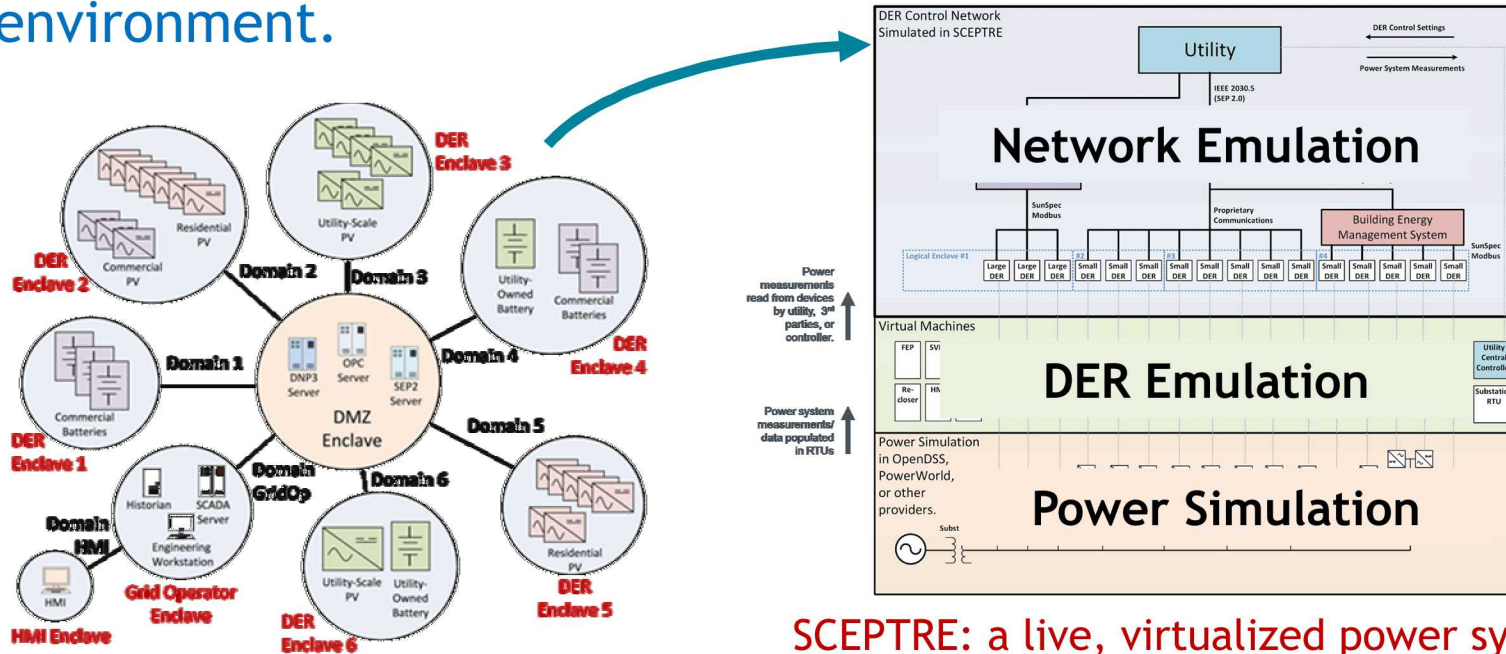 environment.
DER
Enclave 3
Utility-Scale
PV
Residential
PV
Commercial
PV
DER
Enclave 2
Domain 2
Domain 3
Utility-
Owned
Battery
Commercial
Batteries
DER
Enclave 4
Domain 4
Domain 1
DNP3
Server
OPC
Server
SEP2
Server
DMZ
Enclave
Commercial
Batteries
DER
Enclave 1
Domain 5
Domain
GridOp
Domain 6
Historian
SCADA
Server
Engineering
Workstation
Domain
HMI
HMI
HMI Enclave
Grid Operator
Enclave
Utility-Scale
PV
Utility-
Owned
Battery
DER
Enclave 6
Residential
PV
DER
Enclave 5
DER Control Network
Simulated in SCEPTRE
Utility
DER Control Settings
Power System Measurements
IEEE 2030.5
(SEP 2.0)
Network Emulation
SunSpec
Modbus
Proprietary
Communications
Building Energy
Management System
SunSpec
Modbus
Logical Enclave #1
#2
#3
#4
Large DER
Large DER
Large DER
Small DER
Small DER
Small DER
Small DER
Small DER
Small DER
Small DER
Small DER
Small DER
Small DER
Small DER
Small DER
Small DER
Power
measurements
read from devices
by utility, 3rd
parties, or
controller.
Virtual Machines
FEP
Re-
closer
DER Emulation
Utility
Central
Substation
RTU
Power system
measurements/
data populated
in RTUs
Power Simulation
in OpenDSS,
PowerWorld,
or other
providers.
Power Simulation
Subst
SCEPTRE: a live, virtualized power sy